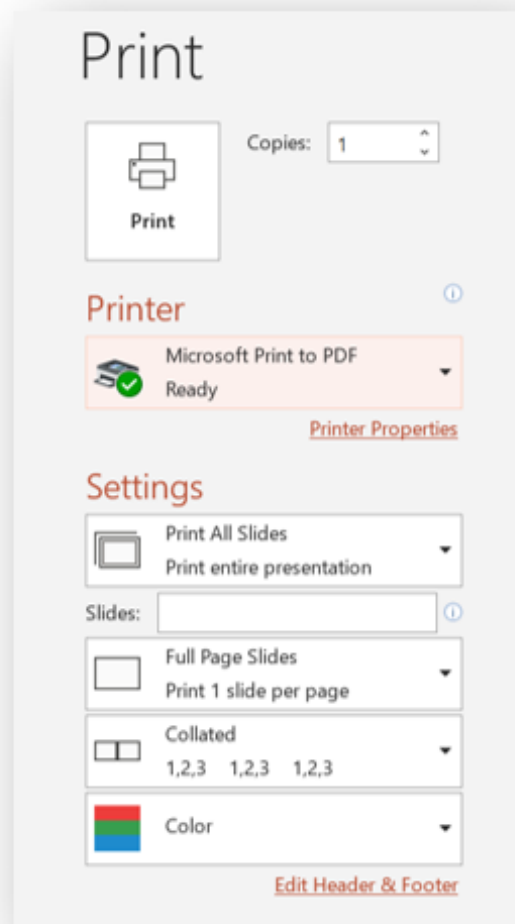 Print
Copies: 1
Print
Printer
Microsoft Print to PDF
Ready
Printer Properties
Settings
Print All Slides
Print entire presentation
Slides:
Full Page Slides
Print 1 slide per page
Collated
1,2,3 1,2,3 1,2,3
Color
Edit Header & Footer